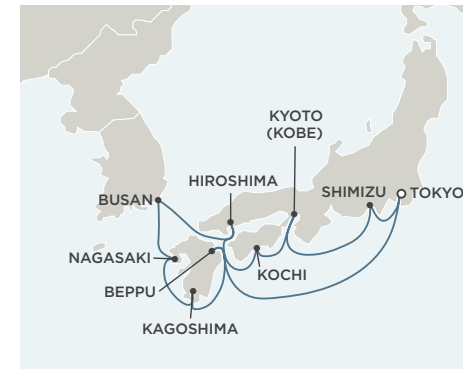 KYOTO
(KOBE)
HIROSHIMA
SHIMIZU
TOKYO
BUSAN
NAGASAKI
KOCHI
BEPPU
KAGOSHIMA